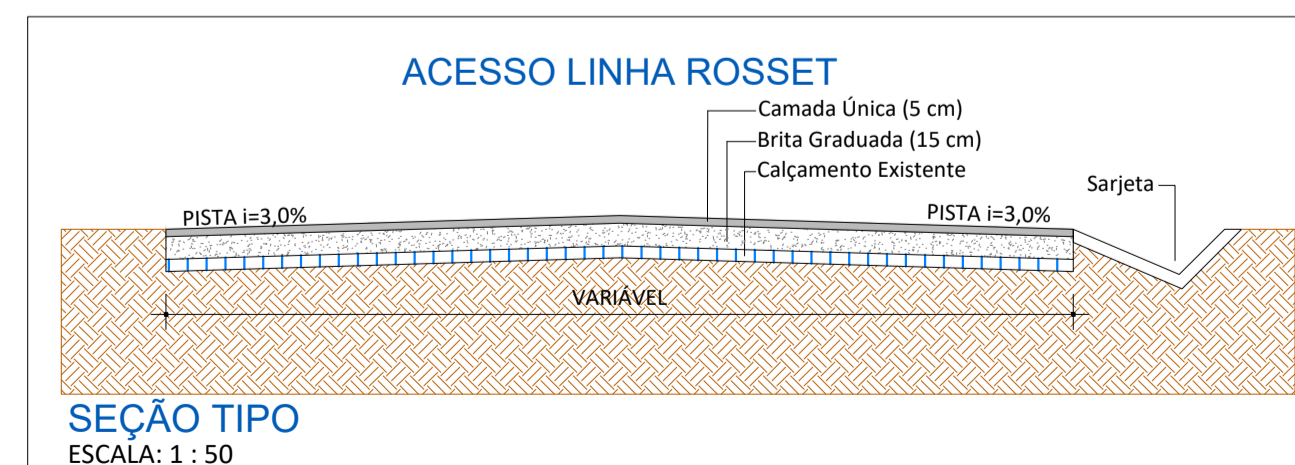 ACESSO LINHA ROSSET
Camada Única (5 cm)
Brita Graduada (15 cm)
Calçamento Existente
Sarjeta
PISTA i=3,0%
PISTA i=3,0%
VARIÁVEL
SEÇÃO TIPO
ESCALA: 1 : 50